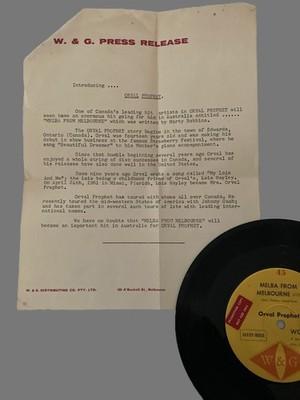 W. & G. PRESS RELEASE
Introducing ....
ORVAL PROPHET.
One of Canada's leading hit artists in ORVAL PROPHET will
soon have an enormous hit going for him in Australia entitled ......
"MELBA FROM MELBOURNE" which was written by Marty Robbins.
The ORVAL PROPHET story began in the town of Edwards,
Ontario (Canada). Orval was fourteen years old and was making his
debut in show business at the famous Strawberry Festival, where he
sang "Beautiful Dreamer" to his Mother's piano accompaniment.
Since that humble beginning several years ago Orval has
enjoyed a whole string of disc successes in Canada, and several of
his releases have also done well in the United States.
Some nine years ago Orval wrote a song called "My Lois
And Me"; the Lois being a childhood friend of Orval's, Lois
On April 24th, 1961 in Miami, Florida, Lois became Mrs. Orval
Prophet.
Orval Prophet has toured with shows all over Canada. He
recently toured the mid-western States of America with Johnny Cash;
and has taken part in several such tours of late with leading inter-
national names.
We have no doubts that "MELBA FROM MELBOURNE" will
become an important hit in Australia for ORVAL PROPHET.
W. & G. DISTRIBUTING CO. PTY. LTD.
Melbourne
45
MELBA FROM
MELBOURNE
Orval Prophet
W & G